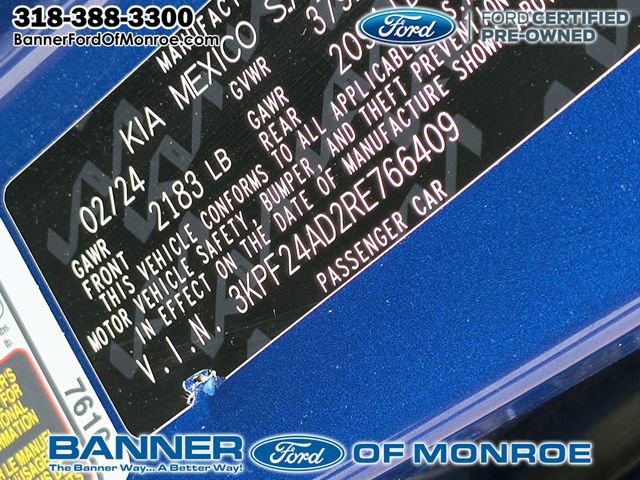 318-388-3300
BannerFordOfMonroe.com
Ford
FORD CERTIFIED
PRE-OWNED
KIA MEXICO S.
02/24 GVWR
GAWR FRONT 2183 LB GAWR REAR
THIS VEHICLE CONFORMS TO ALL APPLICABLE
MOTOR VEHICLE SAFETY, BUMPER, AND THEFT PREVENTION
IN EFFECT ON THE DATE OF MANUFACTURE SHOWN
V.I.N. 3KPF24AD2RE766409
PASSENGER CAR
BANNER Ford OF MONROE
The Banner Way... A Better Way!